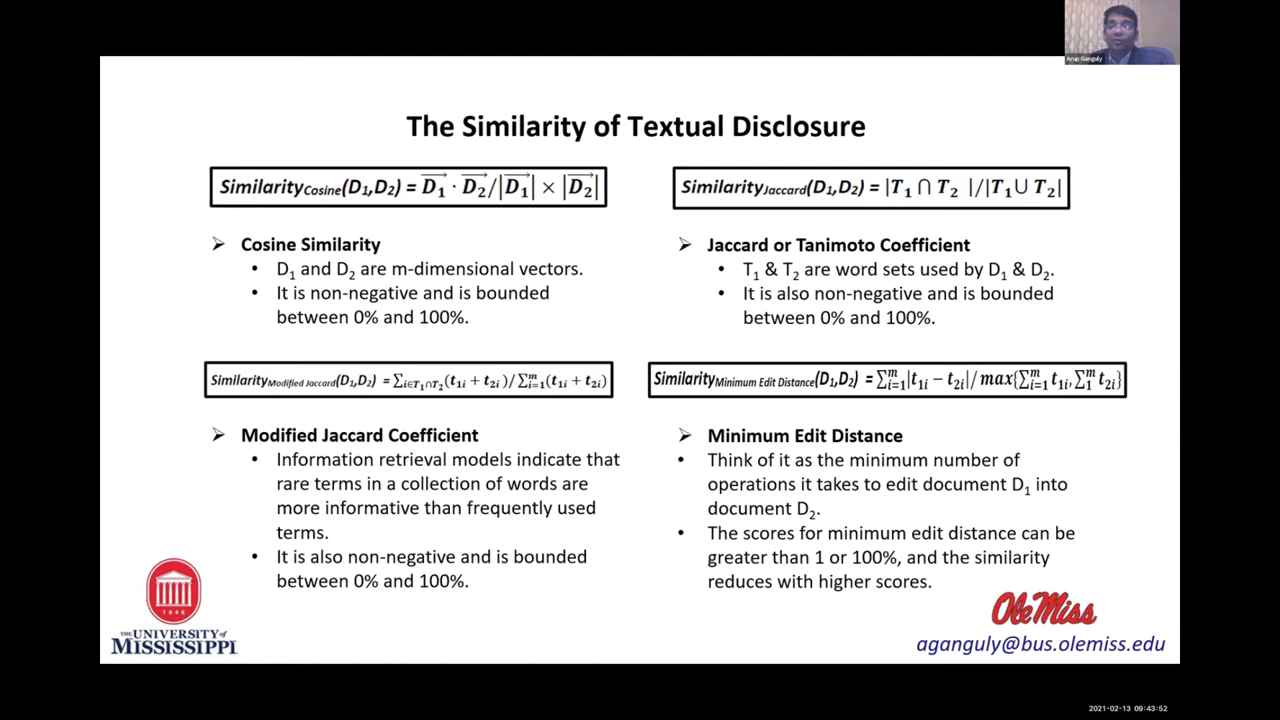 Arup Ganguly
The Similarity of Textual Disclosure
Similarity_Cosine(D₁,D₂) = D₁⃗ · D₂⃗/|D₁⃗| × |D₂⃗|
➢ Cosine Similarity
• D₁ and D₂ are m-dimensional vectors.
• It is non-negative and is bounded
between 0% and 100%.
Similarity_Jaccard(D₁,D₂) = |T₁ ∩ T₂ |/|T₁∪ T₂|
➢ Jaccard or Tanimoto Coefficient
• T₁ & T₂ are word sets used by D₁ & D₂.
• It is also non-negative and is bounded
between 0% and 100%.
Similarity_Modified Jaccard(D₁,D₂) = ∑_{i∈T₁∩T₂}(t₁ᵢ + t₂ᵢ)/∑_{i=1}^{m}(t₁ᵢ + t₂ᵢ)
➢ Modified Jaccard Coefficient
• Information retrieval models indicate that
rare terms in a collection of words are
more informative than frequently used
terms.
• It is also non-negative and is bounded
between 0% and 100%.
Similarity_Minimum Edit Distance(D₁,D₂) = ∑_{i=1}^{m}|t₁ᵢ − t₂ᵢ|/ max{∑_{i=1}^{m} t₁ᵢ,∑_{1}^{m} t₂ᵢ}
➢ Minimum Edit Distance
• Think of it as the minimum number of
operations it takes to edit document D₁ into
document D₂.
• The scores for minimum edit distance can be
greater than 1 or 100%, and the similarity
reduces with higher scores.
1848
THE UNIVERSITY of
MISSISSIPPI
Ole Miss
aganguly@bus.olemiss.edu
2021-02-13 09:43:52